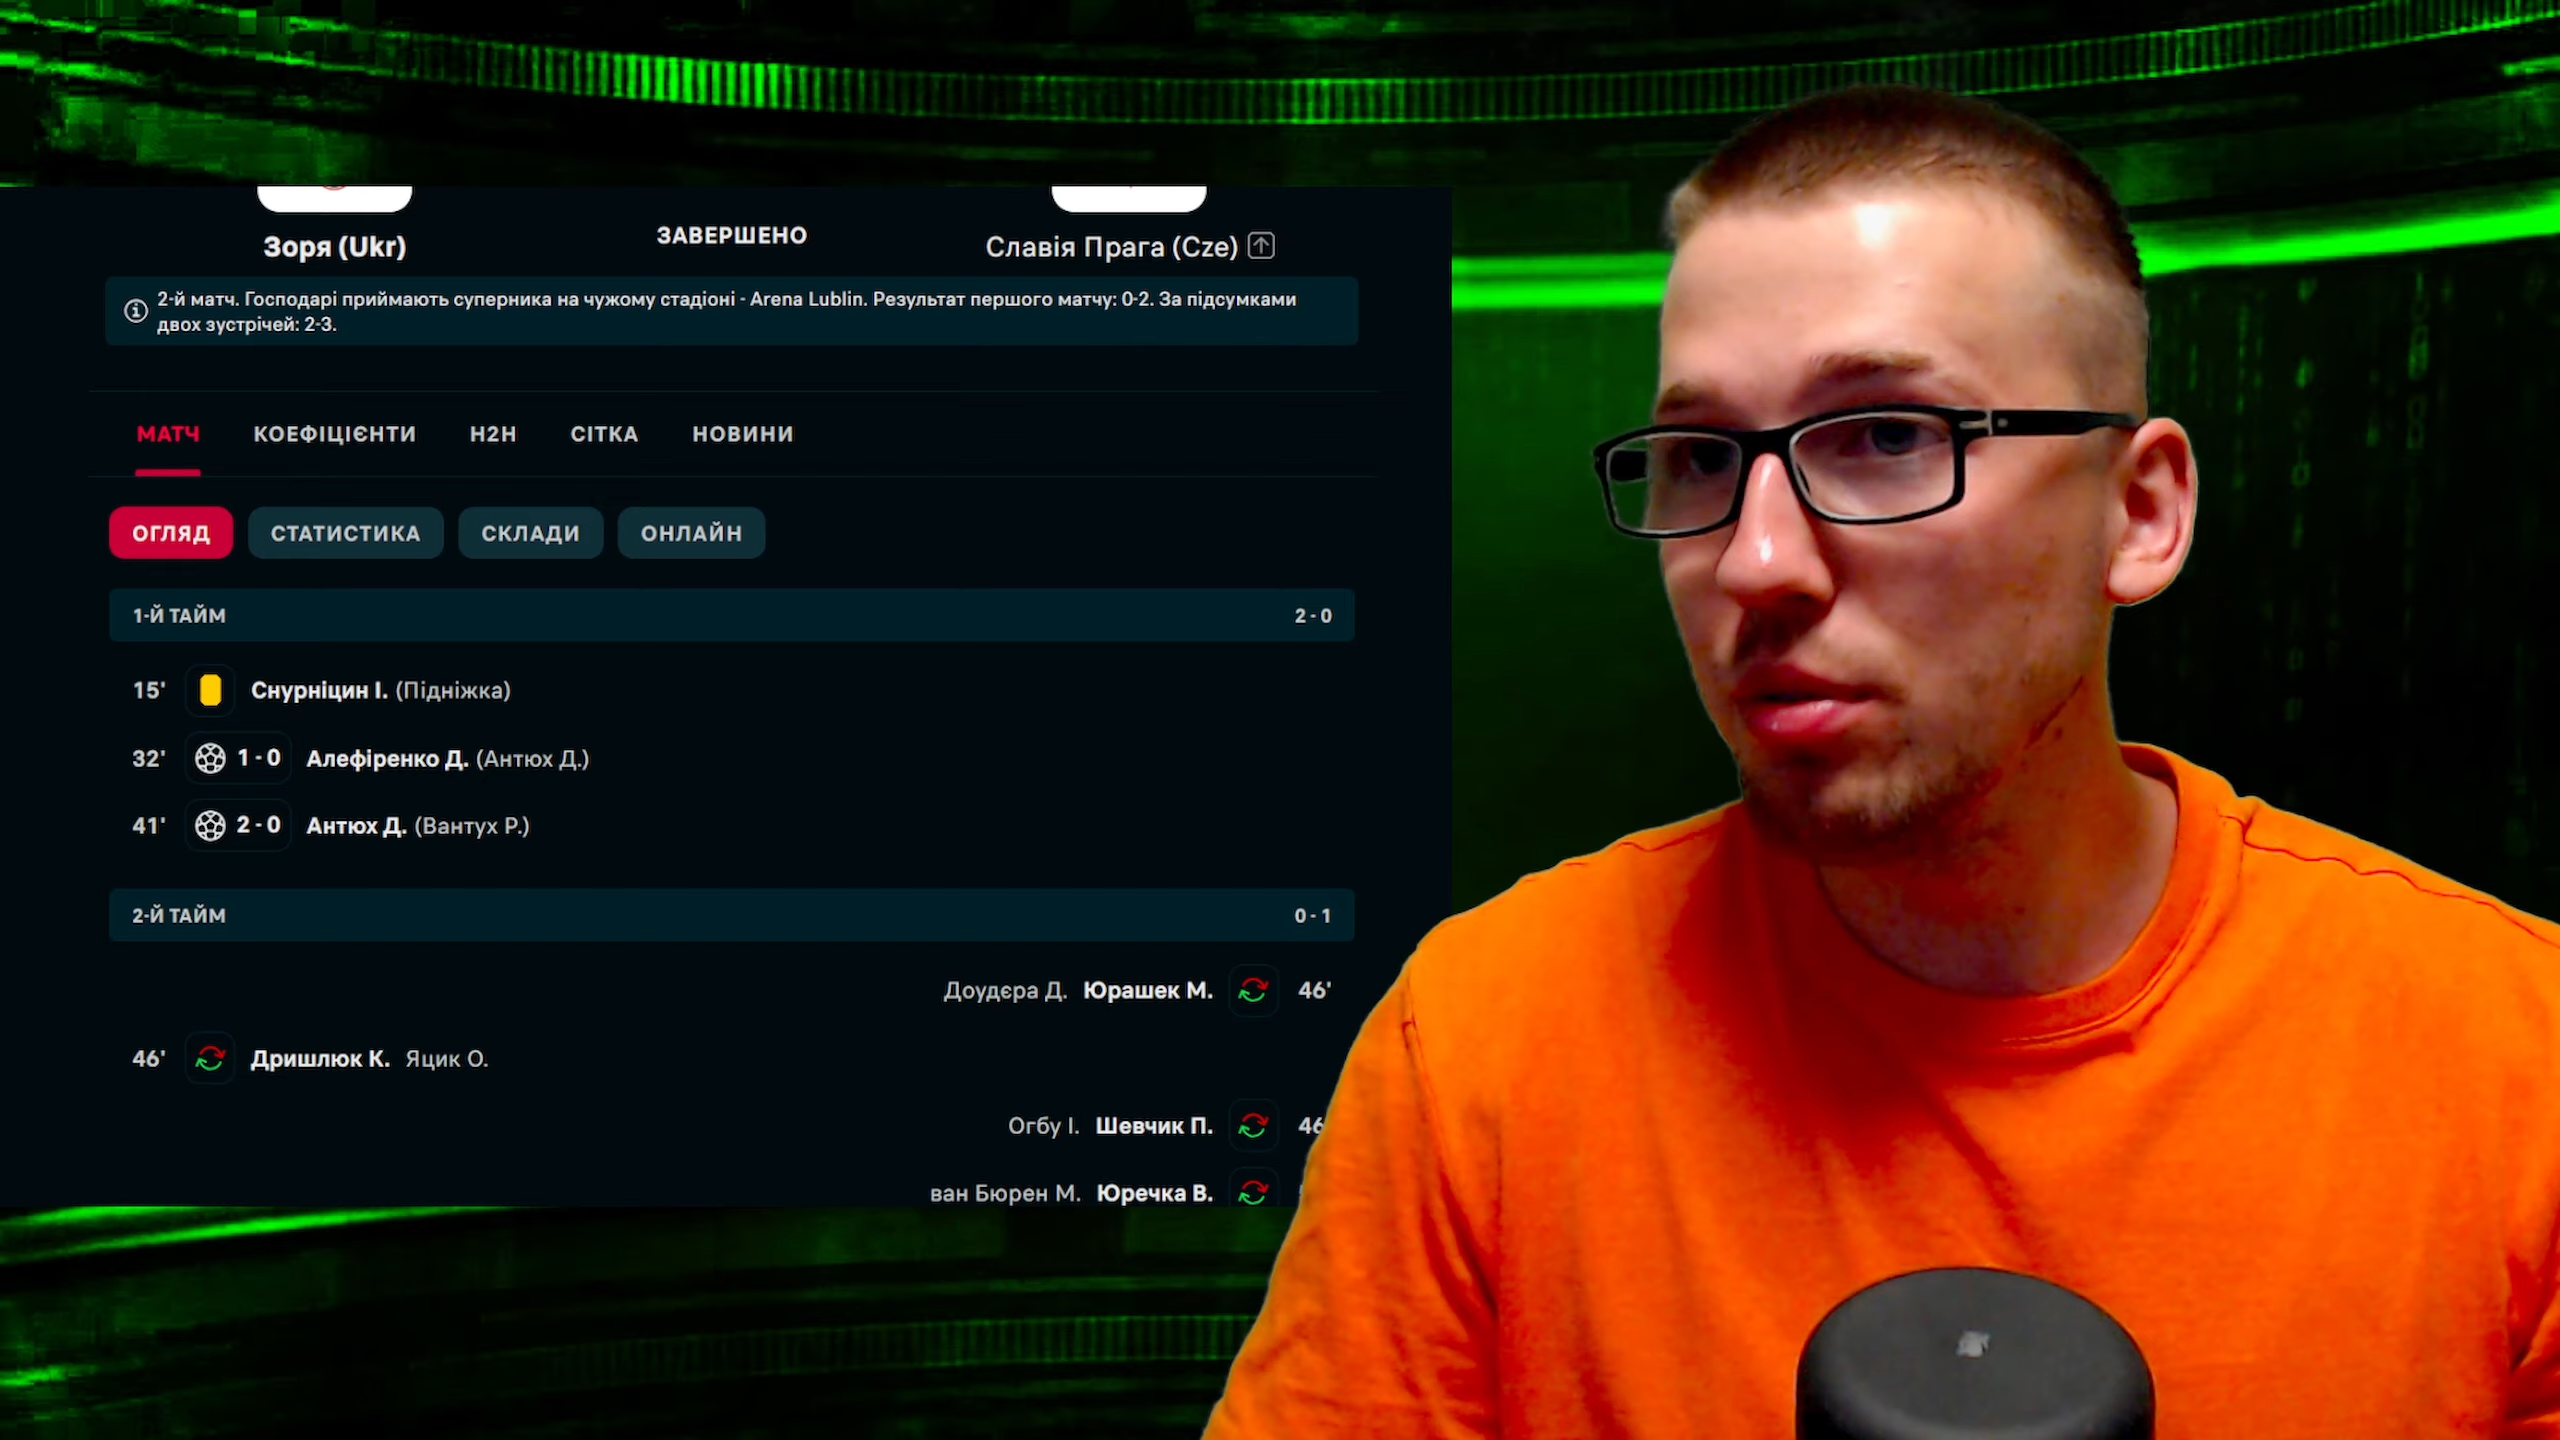 Зоря (Ukr)
ЗАВЕРШЕНО
Славія Прага (Cze)
2-й матч. Господарі приймають суперника на чужому стадіоні - Arena Lublin. Результат першого матчу: 0-2. За підсумками
двох зустрічей: 2-3.
МАТЧ КОЕФІЦІЄНТИ H2H СІТКА НОВИНИ
ОГЛЯД СТАТИСТИКА СКЛАДИ ОНЛАЙН
1-Й ТАЙМ 2 - 0
15' Снурніцин І. (Підніжка)
32' 1 - 0 Алефіренко Д. (Антюх Д.)
41' 2 - 0 Антюх Д. (Вантух Р.)
2-Й ТАЙМ 0 - 1
Доудєра Д. Юрашек М. 46'
46' Дришлюк К. Яцик О.
Огбу І. Шевчик П. 46
ван Бюрен М. Юречка В.